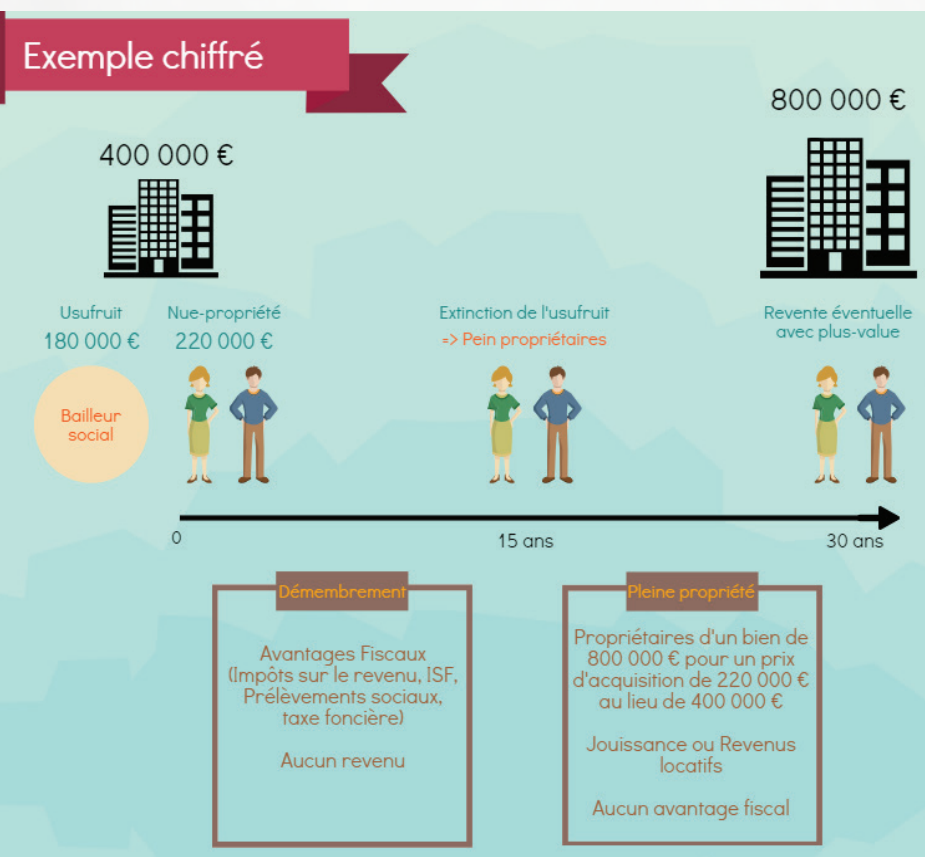 Exemple chiffré
800 000 €
400 000 €
Usufruit
180 000 €
Nue-propriété
220 000 €
Extinction de l'usufruit
=> Pein propriétaires
Revente éventuelle
avec plus-value
Bailleur
social
0
15 ans
30 ans
Démembrement
Avantages Fiscaux
(Impôts sur le revenu, ISF,
Prélèvements sociaux,
taxe foncière)
Aucun revenu
Pleine propriété
Propriétaires d'un bien de
800 000 € pour un prix
d'acquisition de 220 000 €
au lieu de 400 000 €
Jouissance ou Revenus
locatifs
Aucun avantage fiscal